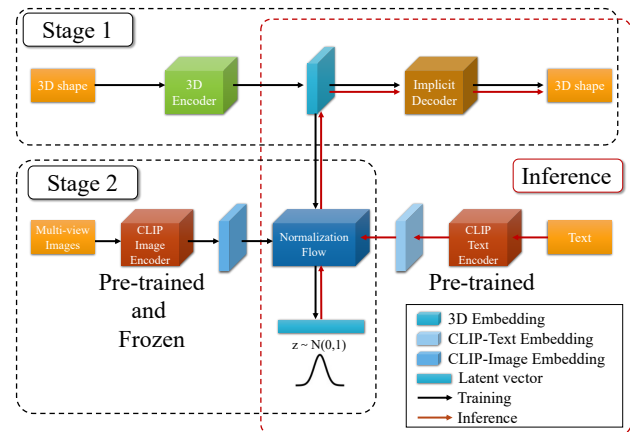 Stage 1
3D shape
3D
Encoder
Implicit
Decoder
3D shape
Stage 2
Inference
Multi-view
Images
CLIP
Image
Encoder
Normalization
Flow
CLIP
Text
Encoder
Text
Pre-trained
and
Frozen
Pre-trained
z ~ N(0,1)
3D Embedding
CLIP-Text Embedding
CLIP-Image Embedding
Latent vector
Training
Inference